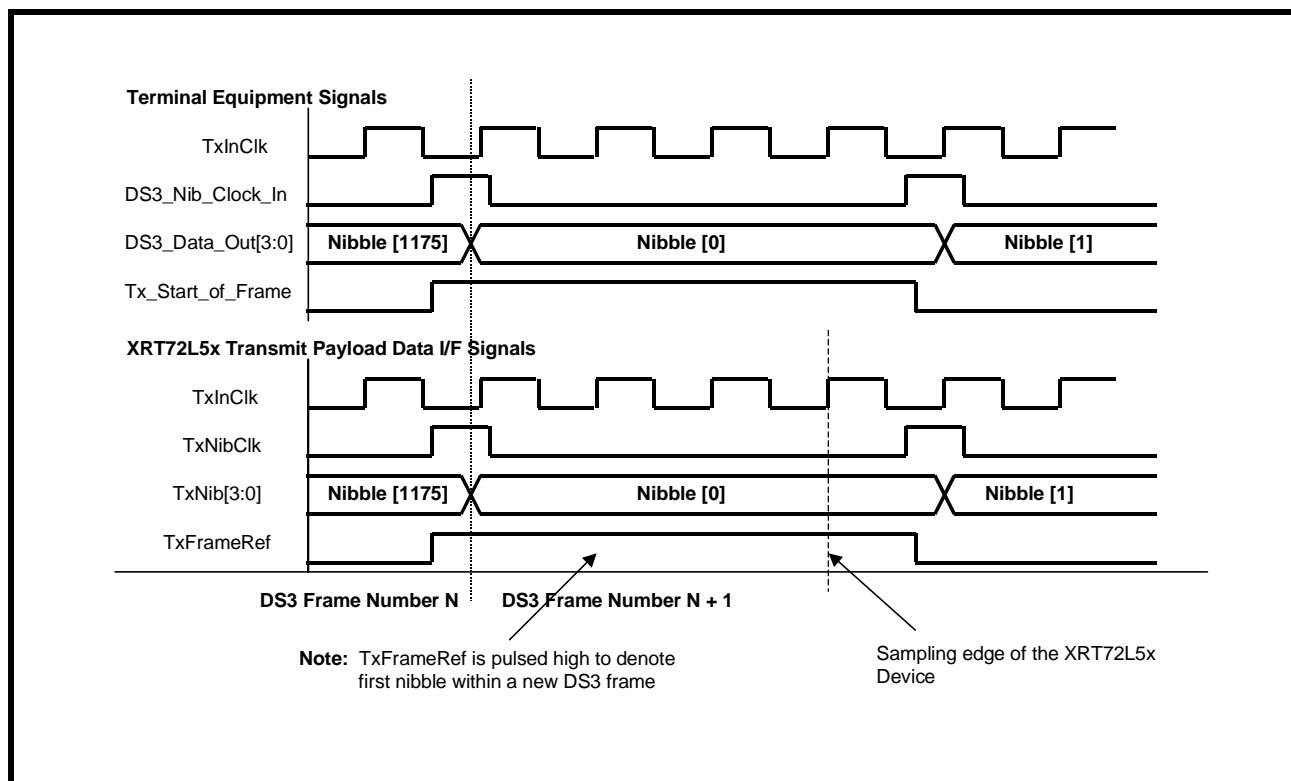 Terminal Equipment Signals
TxInClk
DS3_Nib_Clock_In
DS3_Data_Out[3:0]
Nibble [1175]
Nibble [0]
Nibble [1]
Tx_Start_of_Frame
XRT72L5x Transmit Payload Data I/F Signals
TxInClk
TxNibClk
TxNib[3:0]
Nibble [1175]
Nibble [0]
Nibble [1]
TxFrameRef
DS3 Frame Number N
DS3 Frame Number N + 1
Note: TxFrameRef is pulsed high to denote
first nibble within a new DS3 frame
Sampling edge of the XRT72L5x
Device